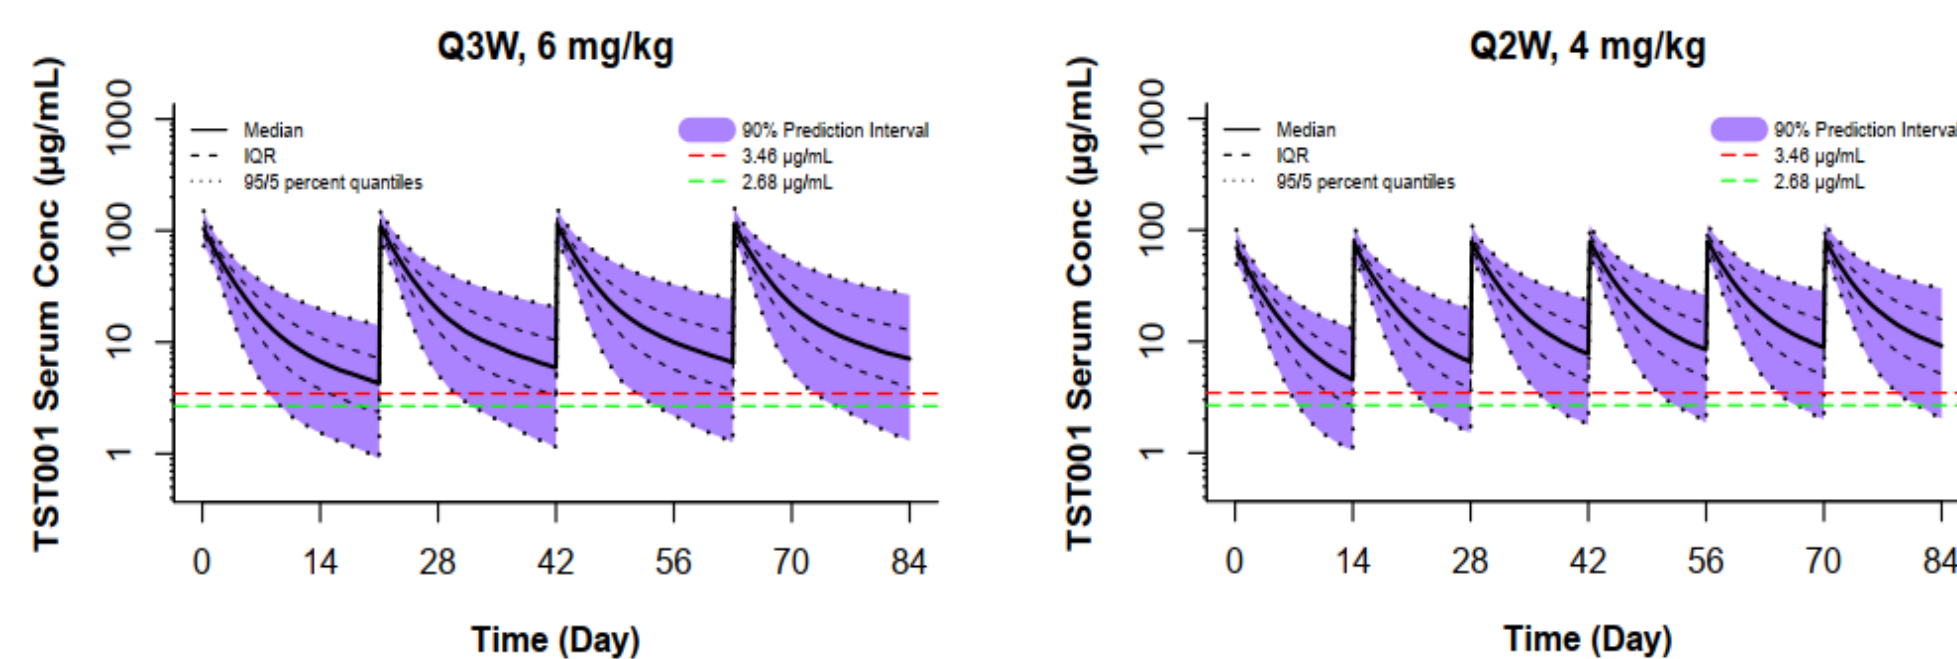 Q3W, 6 mg/kg
TST001 Serum Conc (µg/mL)
1000
100
10
1
Median
IQR
95/5 percent quantiles
90% Prediction Interval
3.46 µg/mL
2.68 µg/mL
0 14 28 42 56 70 84
Time (Day)
Q2W, 4 mg/kg
TST001 Serum Conc (µg/mL)
1000
100
10
1
Median
IQR
95/5 percent quantiles
90% Prediction Interval
3.46 µg/mL
2.68 µg/mL
0 14 28 42 56 70 84
Time (Day)